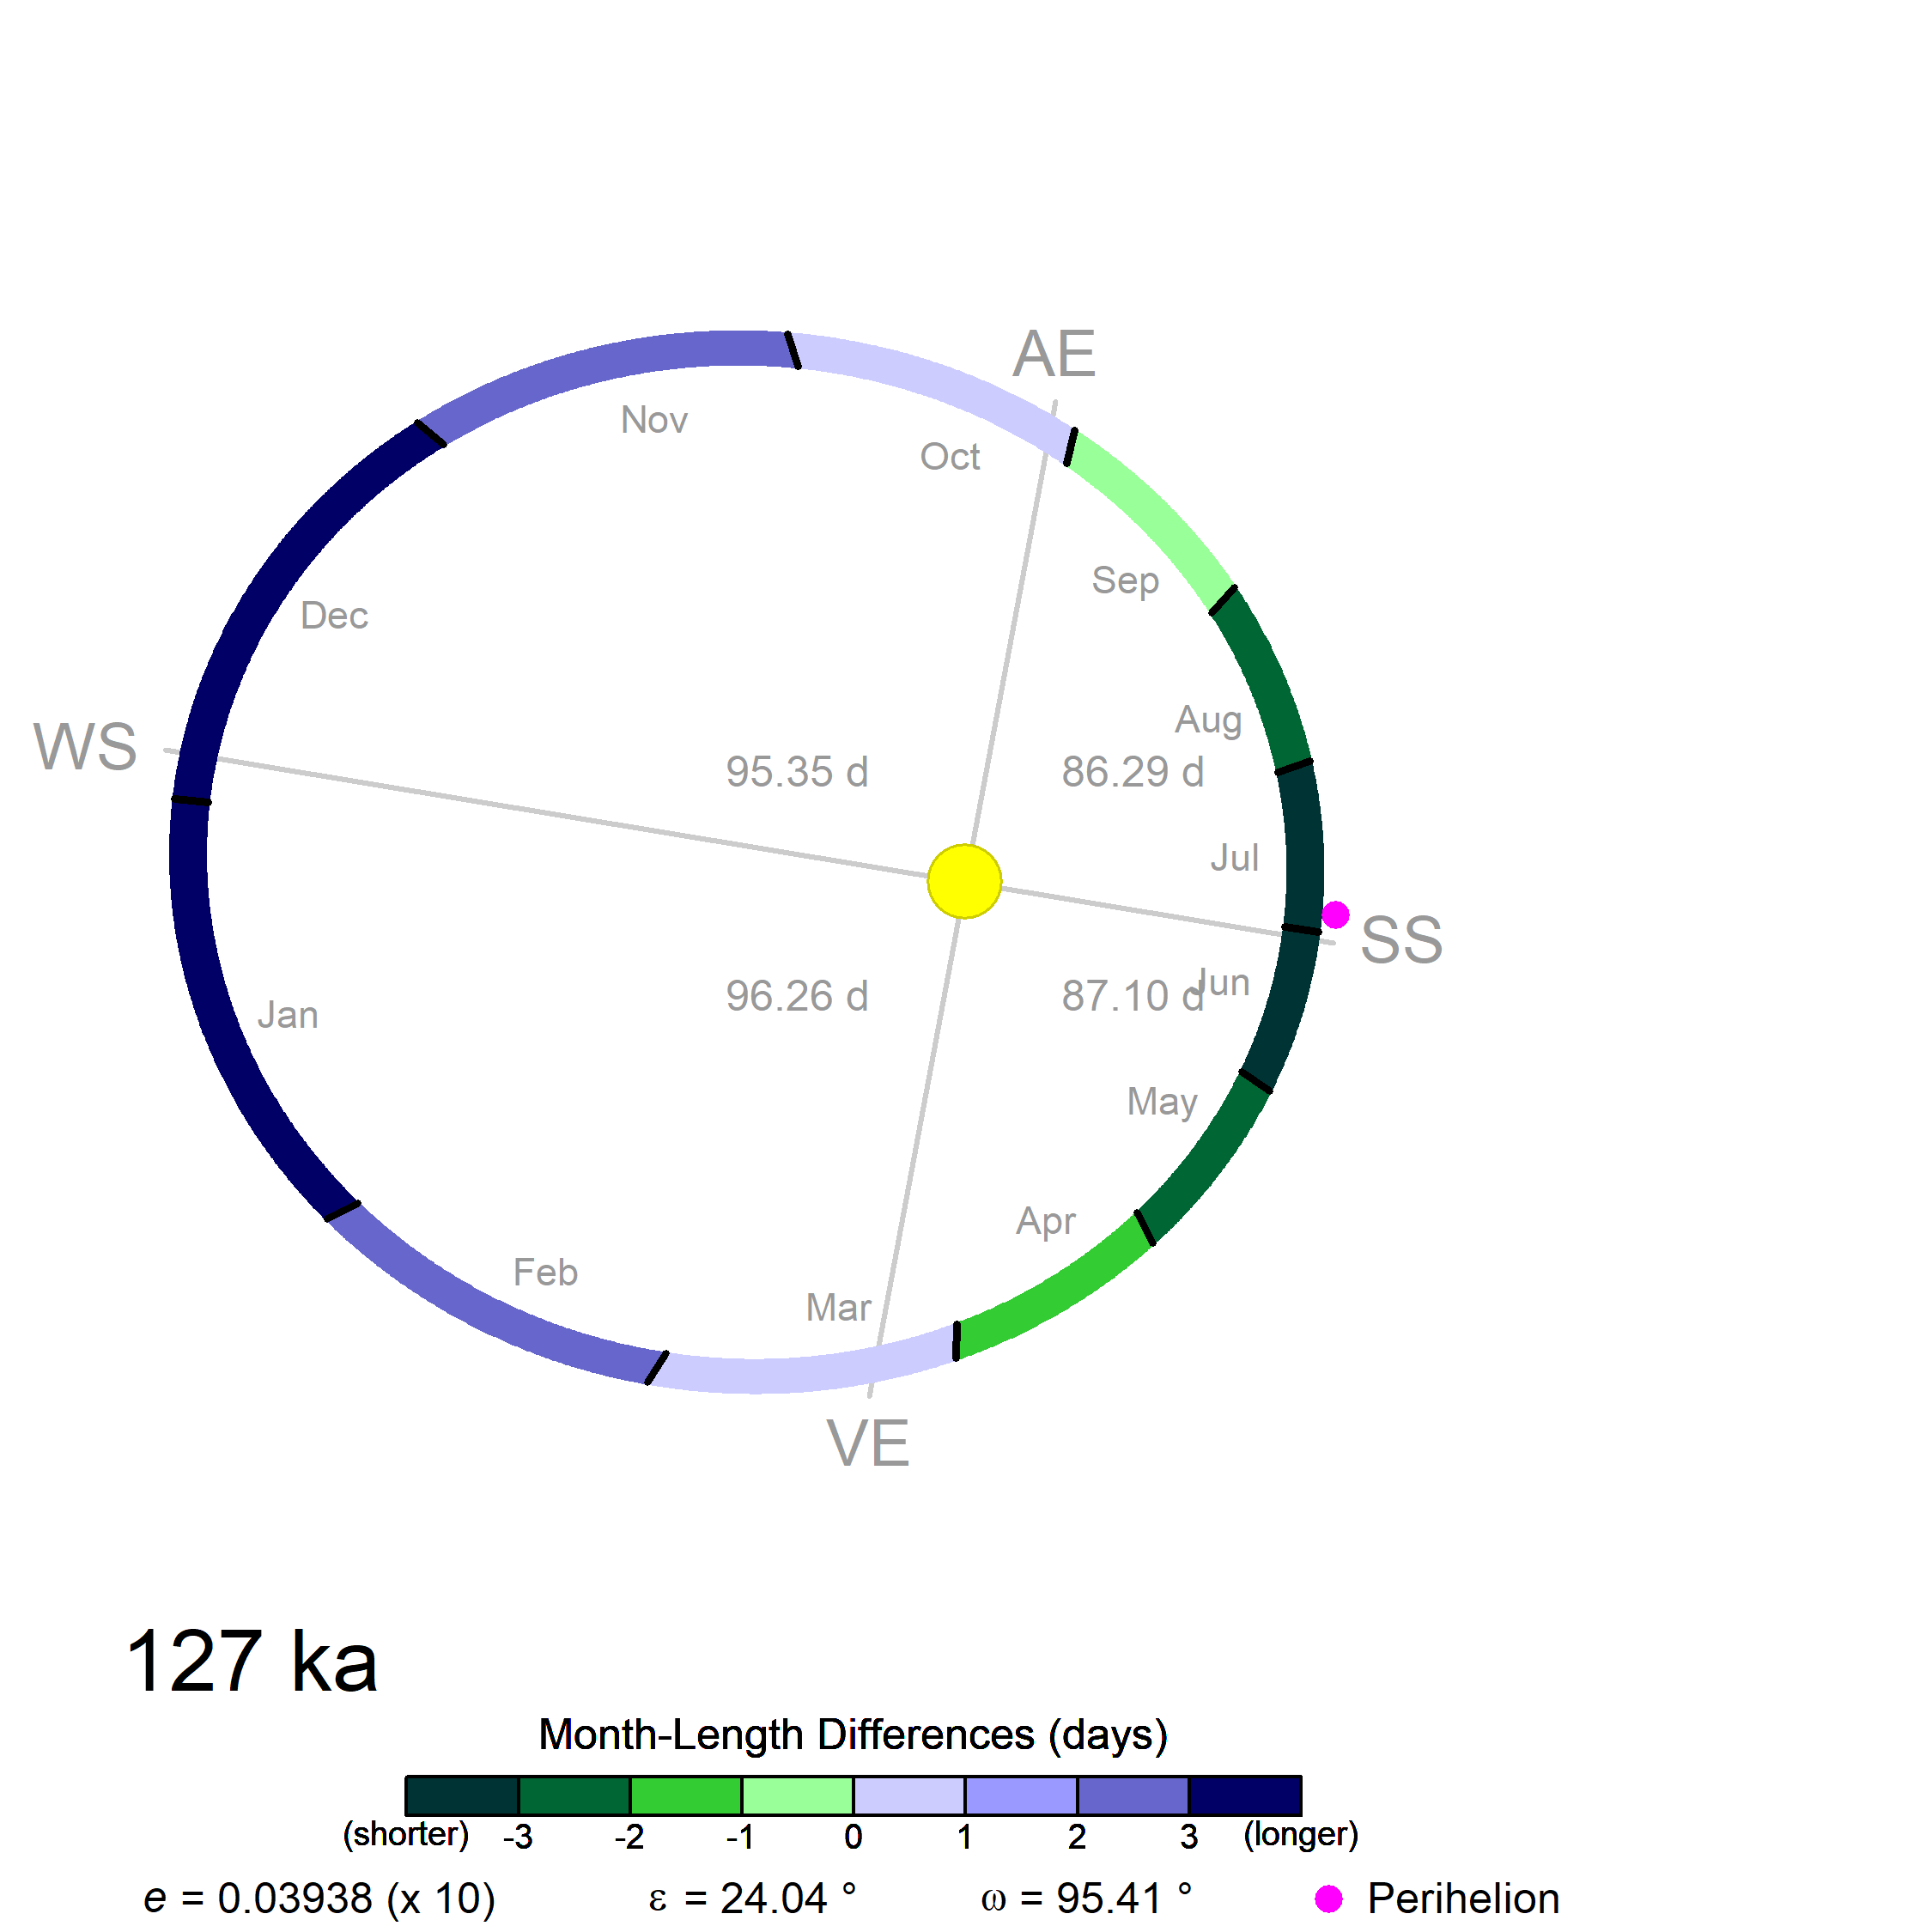 AE
Nov
Oct
Sep
Dec
Aug
WS
95.35 d
86.29 d
Jul
SS
96.26 d
87.10 d
Jun
Jan
May
Apr
Feb
Mar
VE
127 ka
Month-Length Differences (days)
(shorter) -3 -2 -1 0 1 2 3 (longer)
e = 0.03938 (x 10) ε = 24.04 ° ω = 95.41 ° Perihelion